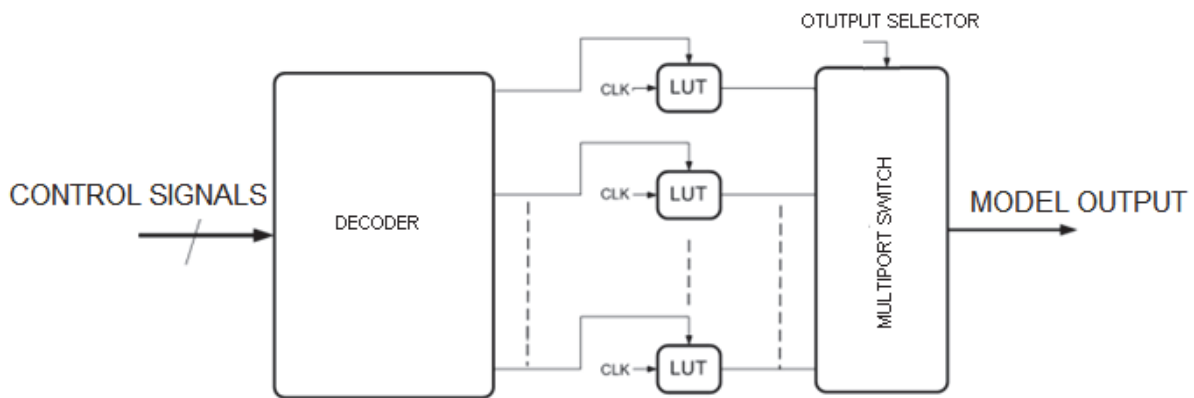 OTUTPUT SELECTOR
CLK
LUT
CONTROL SIGNALS
DECODER
CLK
LUT
MULTIPORT SWITCH
MODEL OUTPUT
CLK
LUT